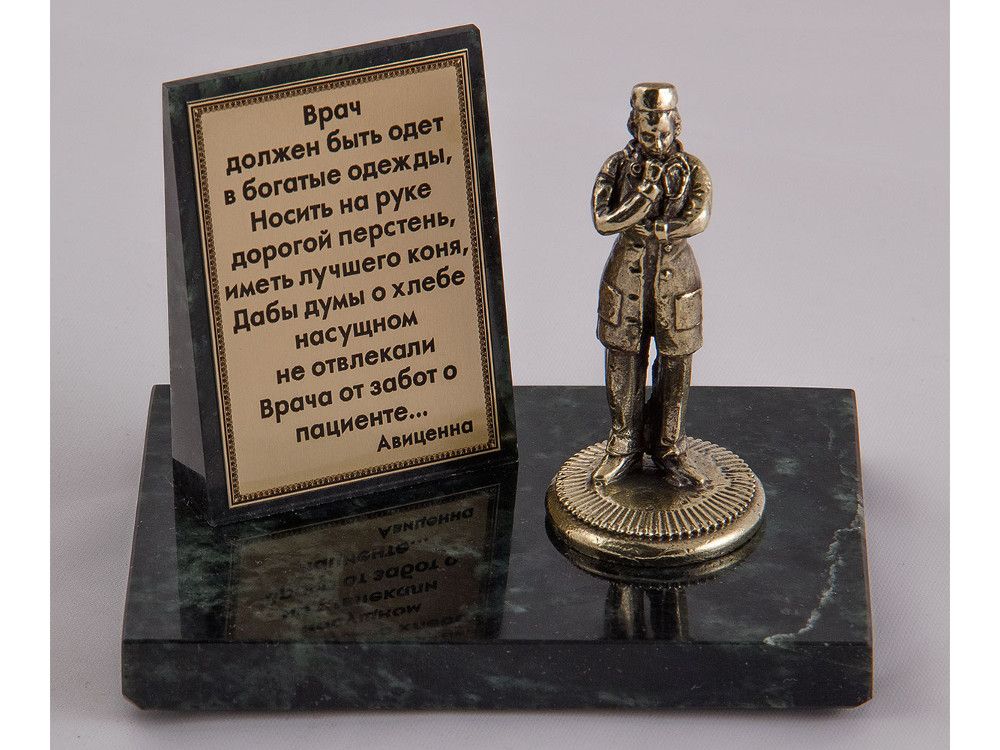 Врач
должен быть одет
в богатые одежды,
Носить на руке
дорогой перстень,
иметь лучшего коня,
Дабы думы о хлебе
насущном
не отвлекали
Врача от забот о
пациенте...
Авиценна